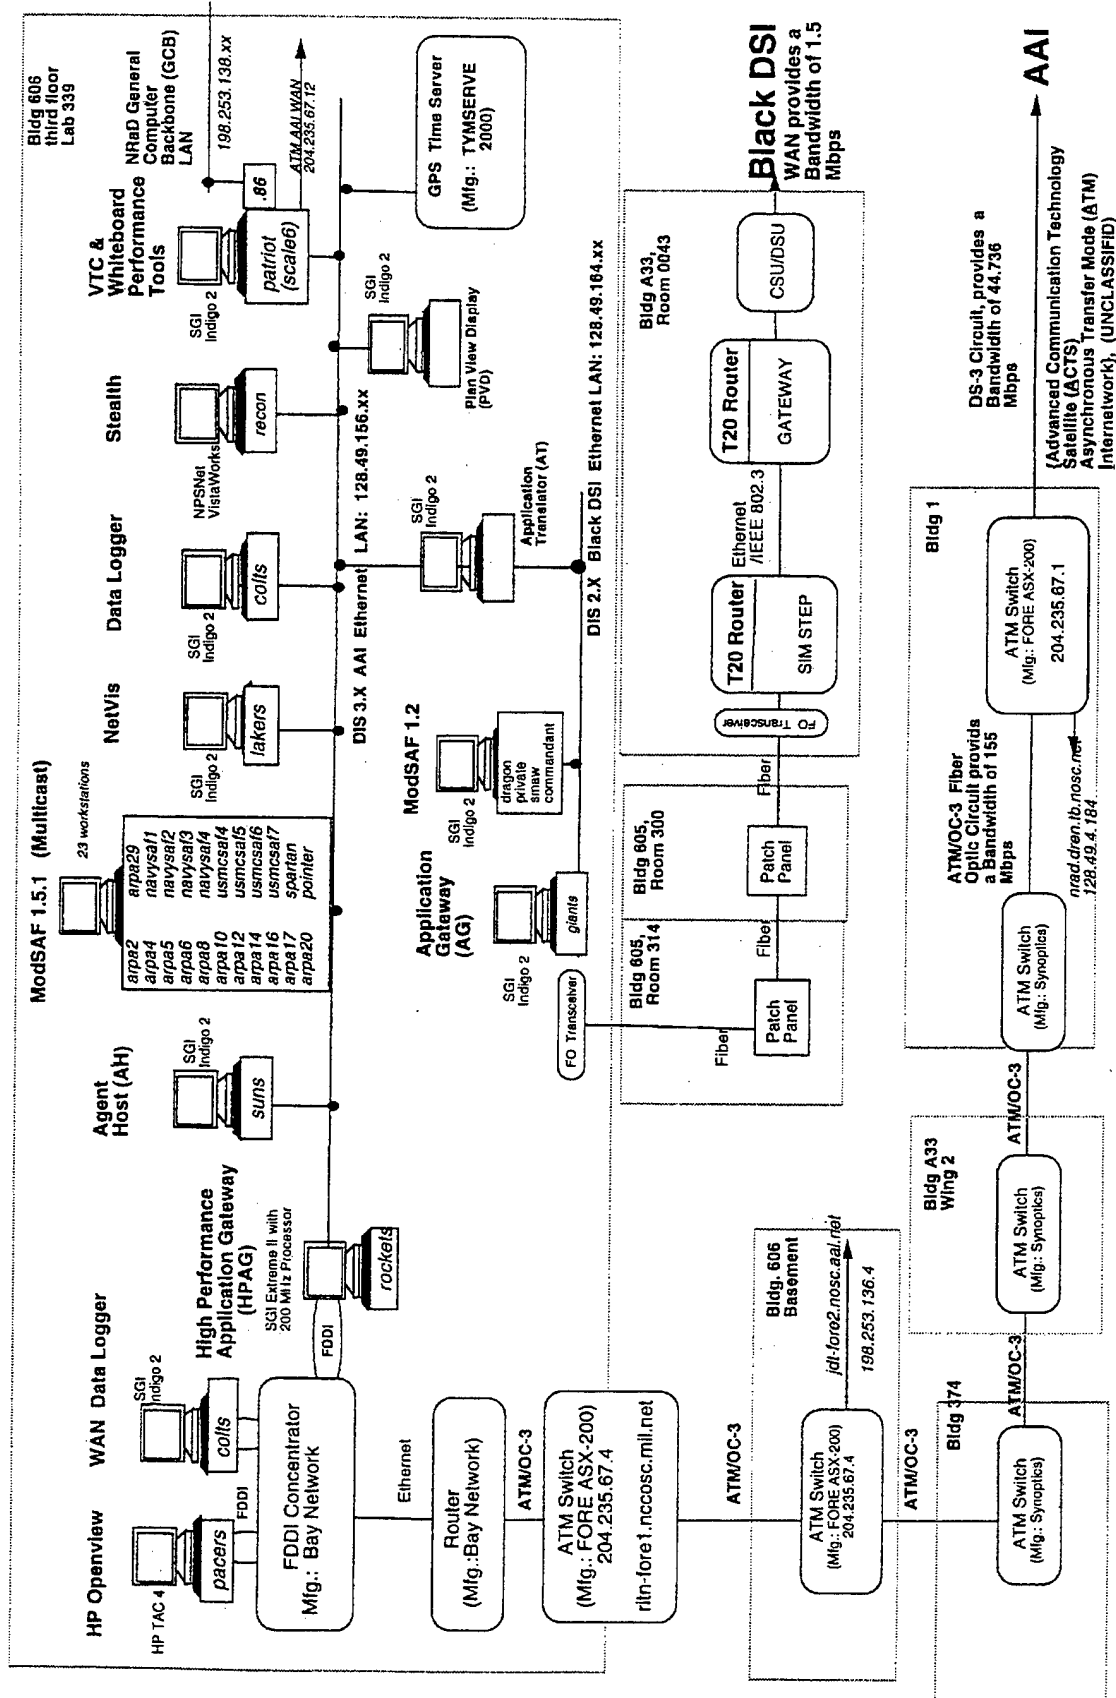 Bldg 606
third floor
Lab 339
HP Openview
HP TAC 4
pacers
FDDI
WAN Data Logger
SGI
Indigo 2
colts
High Performance
Application Gateway
(HPAG)
SGI Extreme II with
200 MHz Processor
FDDI
rockets
FDDI Concentrator
Mfg.: Bay Network
Ethernet
Router
(Mfg.:Bay Network)
ATM/OC-3
ATM Switch
(Mfg.: FORE ASX-200)
204.235.67.4
ritn-fore1.nccosc.mil.net
Agent
Host (AH)
SGI
Indigo 2
suns
ModSAF 1.5.1 (Multicast)
23 workstations
arpa2
arpa4
arpa5
arpa6
arpa8
arpa10
arpa12
arpa14
arpa16
arpa17
arpa20
arpa29
navysaf1
navysaf2
navysaf3
navysaf4
usmcsaf4
usmcsaf5
usmcsaf6
usmcsaf7
spartan
pointer
NetVis
SGI
Indigo 2
lakers
Data Logger
SGI
Indigo 2
colts
Stealth
NPSNet
VistaWorks
recon
VTC &
Whiteboard
Performance
Tools
SGI
Indigo 2
patriot
(scale6)
.86
NRaD General
Computer
Backbone (GCB)
LAN
198.253.138.xx
ATM AAI WAN
204.235.67.12
GPS Time Server
(Mfg.: TYMSERVE
2000)
DIS 3.X AAI Ethernet LAN: 128.49.156.xx
SGI
Indigo 2
Plan View Display
(PVD)
SGI
Indigo 2
Application
Translator (AT)
DIS 2.X Black DSI Ethernet LAN: 128.49.164.xx
ModSAF 1.2
SGI
Indigo 2
dragon
private
smaw
commandant
Application
Gateway
(AG)
SGI
Indigo 2
giants
FO Transceiver
Fiber
Bldg 605,
Room 314
Patch
Panel
Fiber
Bldg 605,
Room 300
Patch
Panel
Fiber
Bldg A33,
Room 0043
FO Transceiver
T20 Router
SIM STEP
Ethernet
/IEEE 802.3
T20 Router
GATEWAY
CSU/DSU
Black DSI
WAN provides a
Bandwidth of 1.5
Mbps
ATM/OC-3
Bldg. 606
Basement
ATM Switch
(Mfg.: FORE ASX-200)
204.235.67.4
jdt-foro2.nosc.aal.net
198.253.136.4
ATM/OC-3
Bldg 374
ATM Switch
(Mfg.: Synoptics)
ATM/OC-3
Bldg A33
Wing 2
ATM Switch
(Mfg.: Synoptics)
ATM/OC-3
Bldg 1
ATM Switch
(Mfg.: Synoptics)
ATM/OC-3 Fiber
Optic Circuit provids
a Bandwidth of 155
Mbps
nrad.dren.tb.nosc.net
128.49.4.184
ATM Switch
(Mfg.: FORE ASX-200)
204.235.67.1
DS-3 Circuit, provides a
Bandwidth of 44.736
Mbps
AAI
{Advanced Communication Technology
Satellite (ACTS)
Asynchronous Transfer Mode (ATM)
Internetwork}, (UNCLASSIFID)